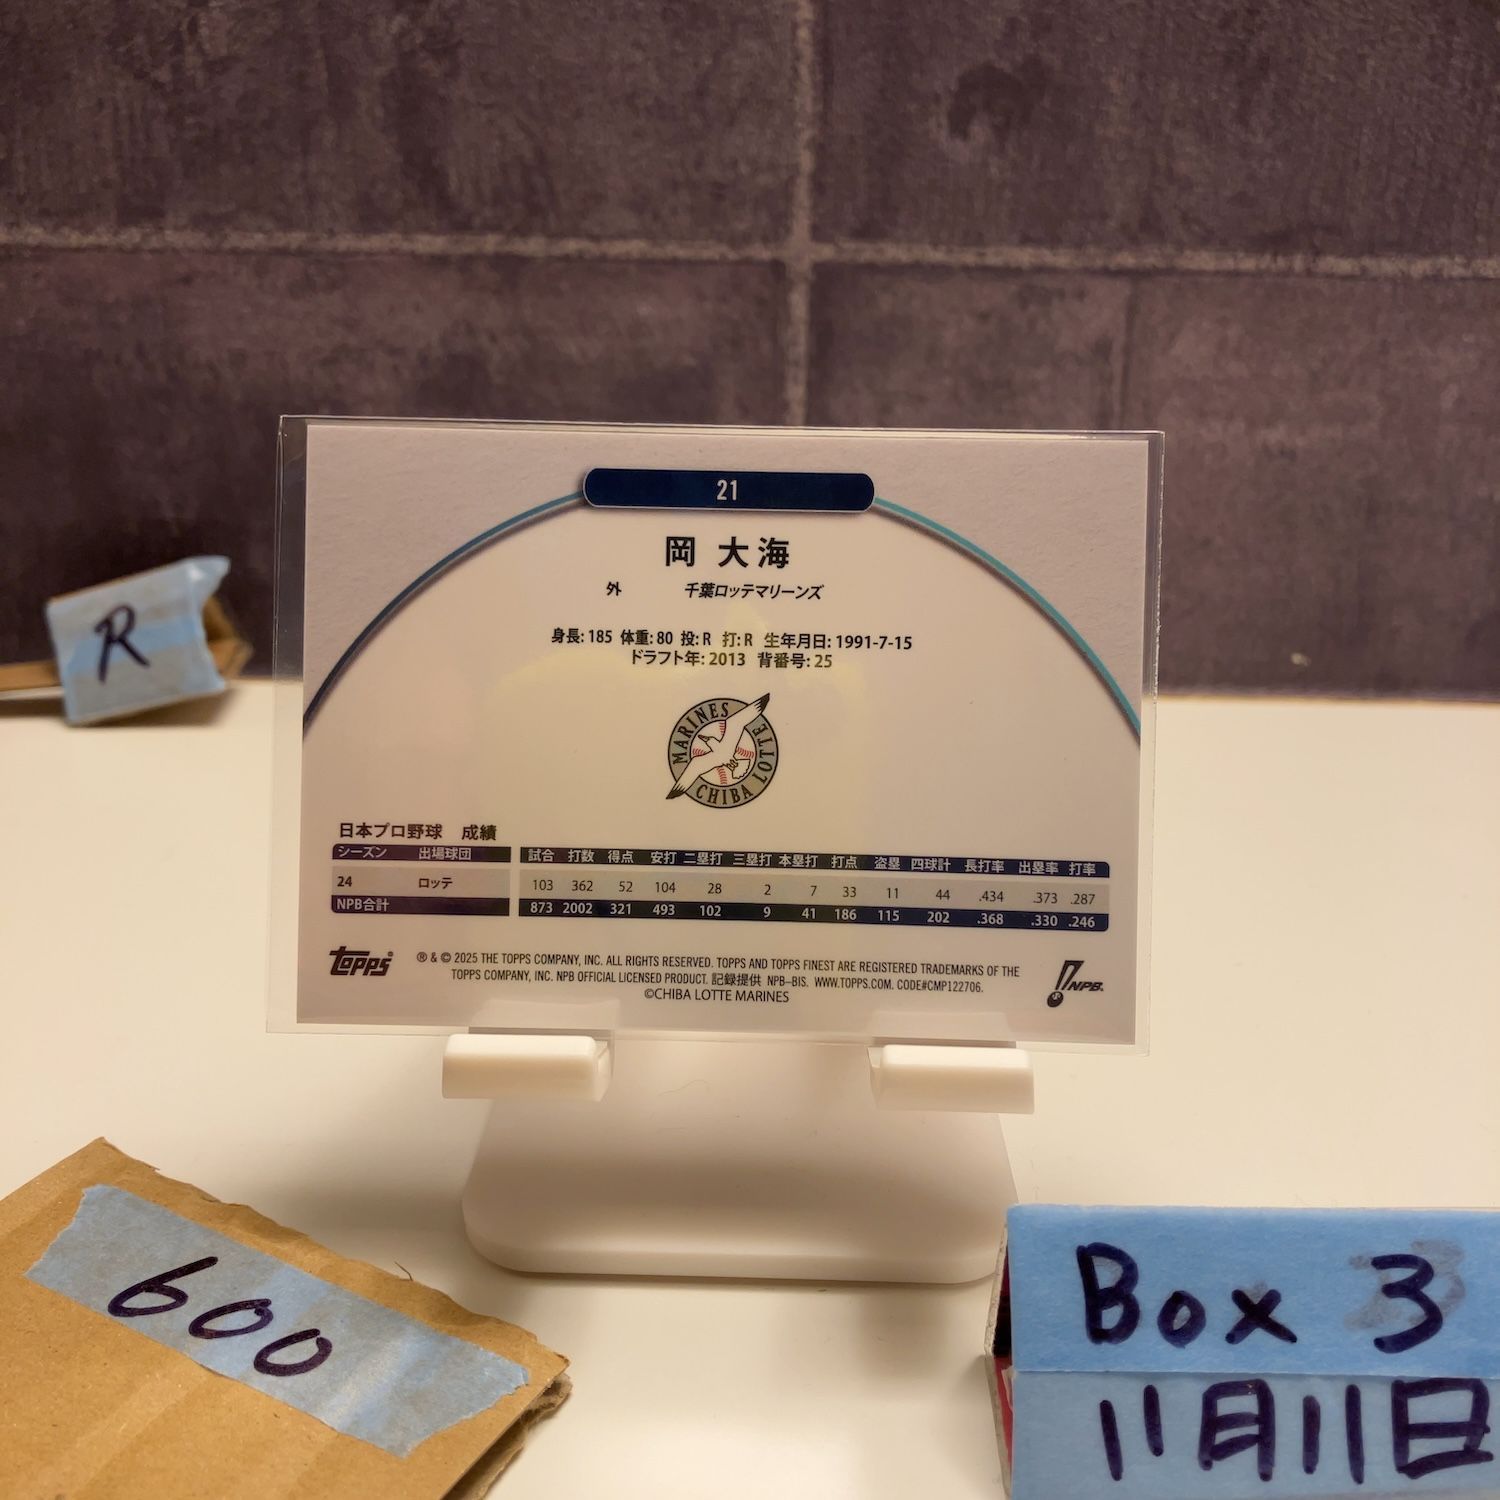 21
岡 大海
外 千葉ロッテマリーンズ
身長: 185 体重: 80 投: R 打: R 生年月日: 1991-7-15
ドラフト年: 2013 背番号: 25
MARINES
CHIBA LOTTE
日本プロ野球 成績
シーズン 出場球団 試合 打数 得点 安打 二塁打 三塁打 本塁打 打点 盗塁 四球計 長打率 出塁率 打率
24 ロッテ 103 362 52 104 28 2 7 33 11 44 .434 .373 .287
NPB合計 873 2002 321 493 102 9 41 186 115 202 .368 .330 .246
TOPPS
® & © 2025 THE TOPPS COMPANY, INC. ALL RIGHTS RESERVED. TOPPS AND TOPPS FINEST ARE REGISTERED TRADEMARKS OF THE
TOPPS COMPANY, INC. NPB OFFICIAL LICENSED PRODUCT. 記録提供 NPB–BIS. WWW.TOPPS.COM. CODE#CMP122706.
©CHIBA LOTTE MARINES
NPB
R
600
Box 3
11月11日